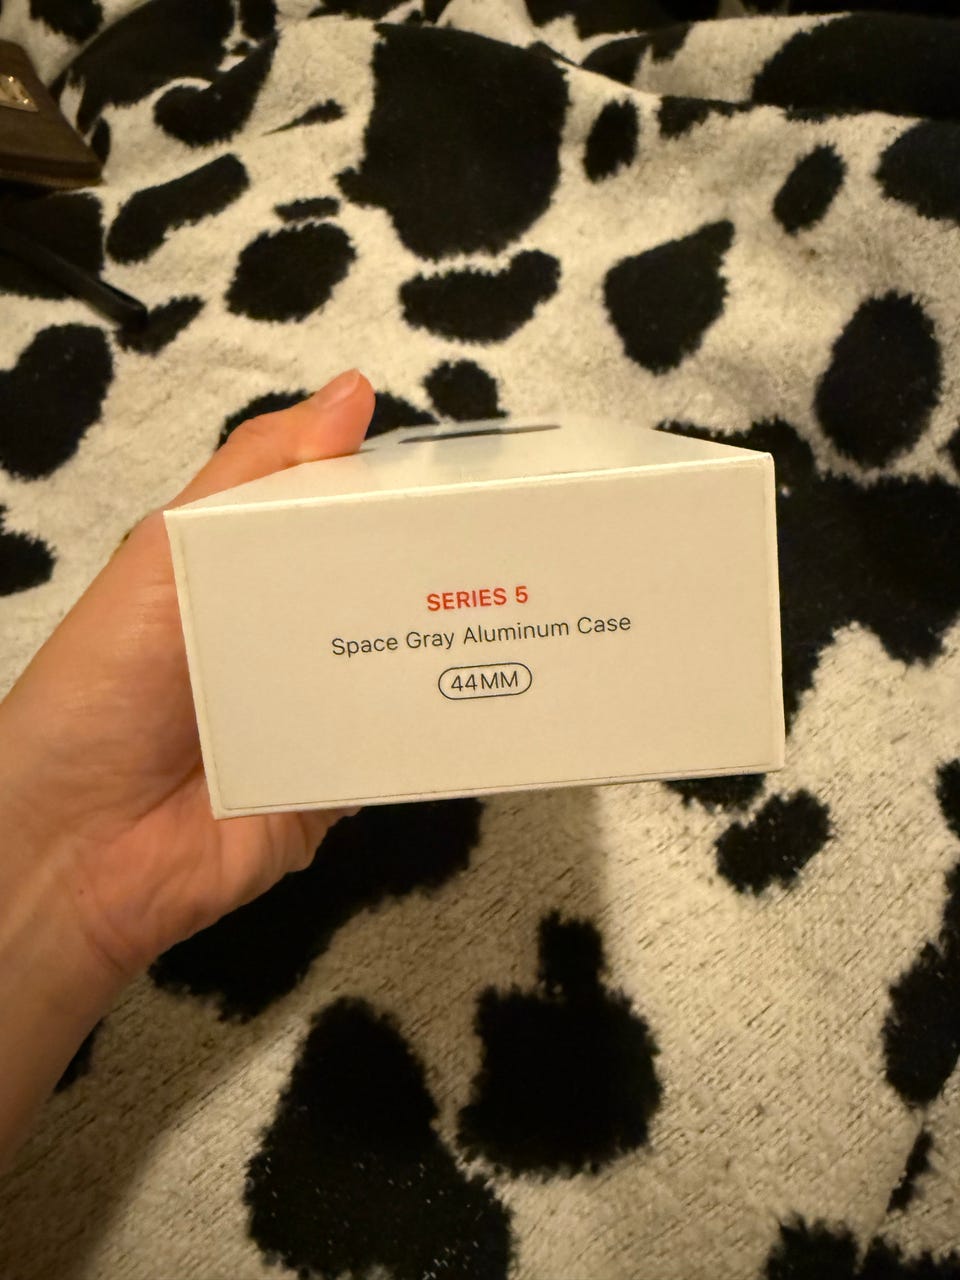 SERIES 5
Space Gray Aluminum Case
44MM